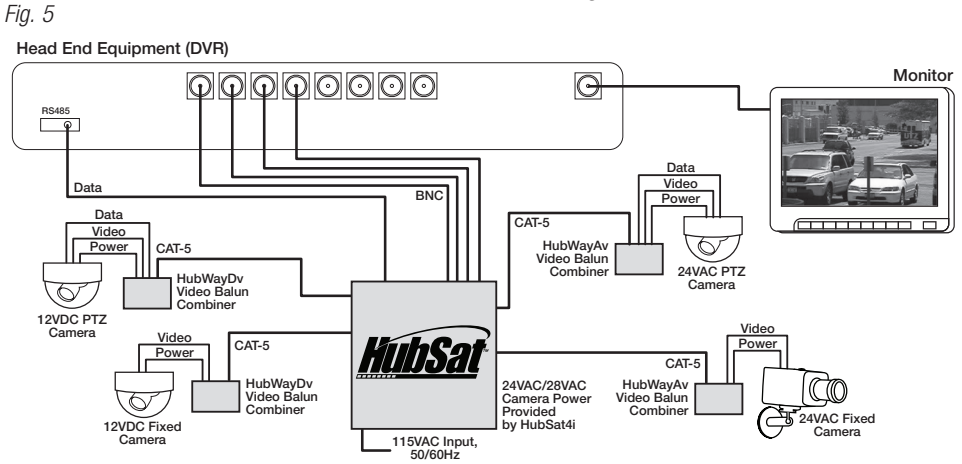 Fig. 5
Head End Equipment (DVR)
Monitor
RS485
Data
BNC
Data
Video
Power
CAT-5
HubWayAv
Video Balun
Combiner
24VAC PTZ
Camera
Data
Video
Power
CAT-5
HubWayDv
Video Balun
Combiner
12VDC PTZ
Camera
HubSat
Video
Power
CAT-5
HubWayDv
Video Balun
Combiner
12VDC Fixed
Camera
24VAC/28VAC
Camera Power
Provided
by HubSat4i
Video
Power
CAT-5
HubWayAv
Video Balun
Combiner
24VAC Fixed
Camera
115VAC Input,
50/60Hz